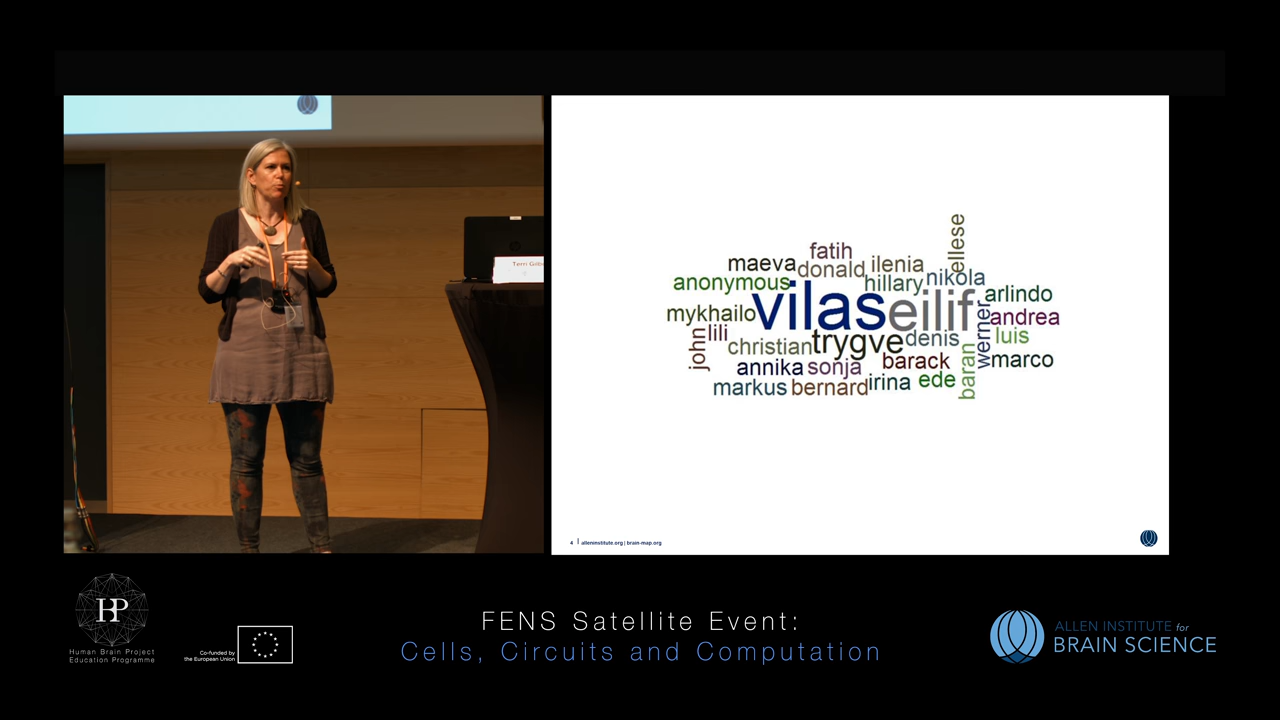 Terri Gilb
ellese
fatih
maeva donald ilenia
anonymous hillary nikola
vilas eilif arlindo
mykhailo werner andrea
john lili christian trygve denis luis
annika sonja barack baran marco
markus bernard irina ede
4 | alleninstitute.org | brain-map.org
HBP
Human Brain Project
Education Programme
Co-funded by
the European Union
FENS Satellite Event:
Cells, Circuits and Computation
ALLEN INSTITUTE for
BRAIN SCIENCE